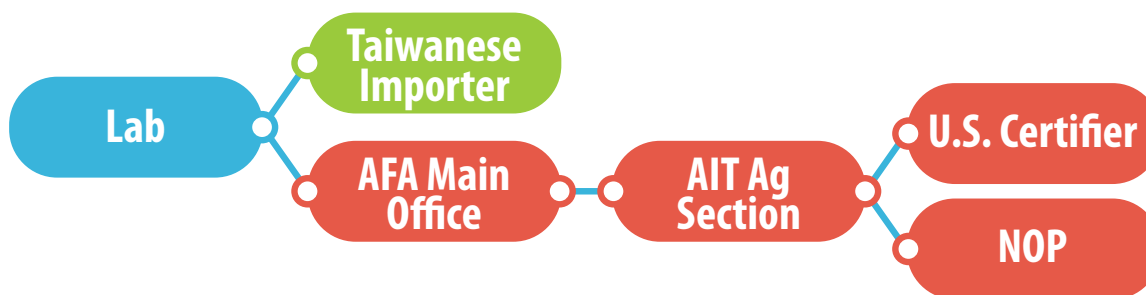 Lab
Taiwanese
Importer
AFA Main
Office
AIT Ag
Section
U.S. Certifier
NOP